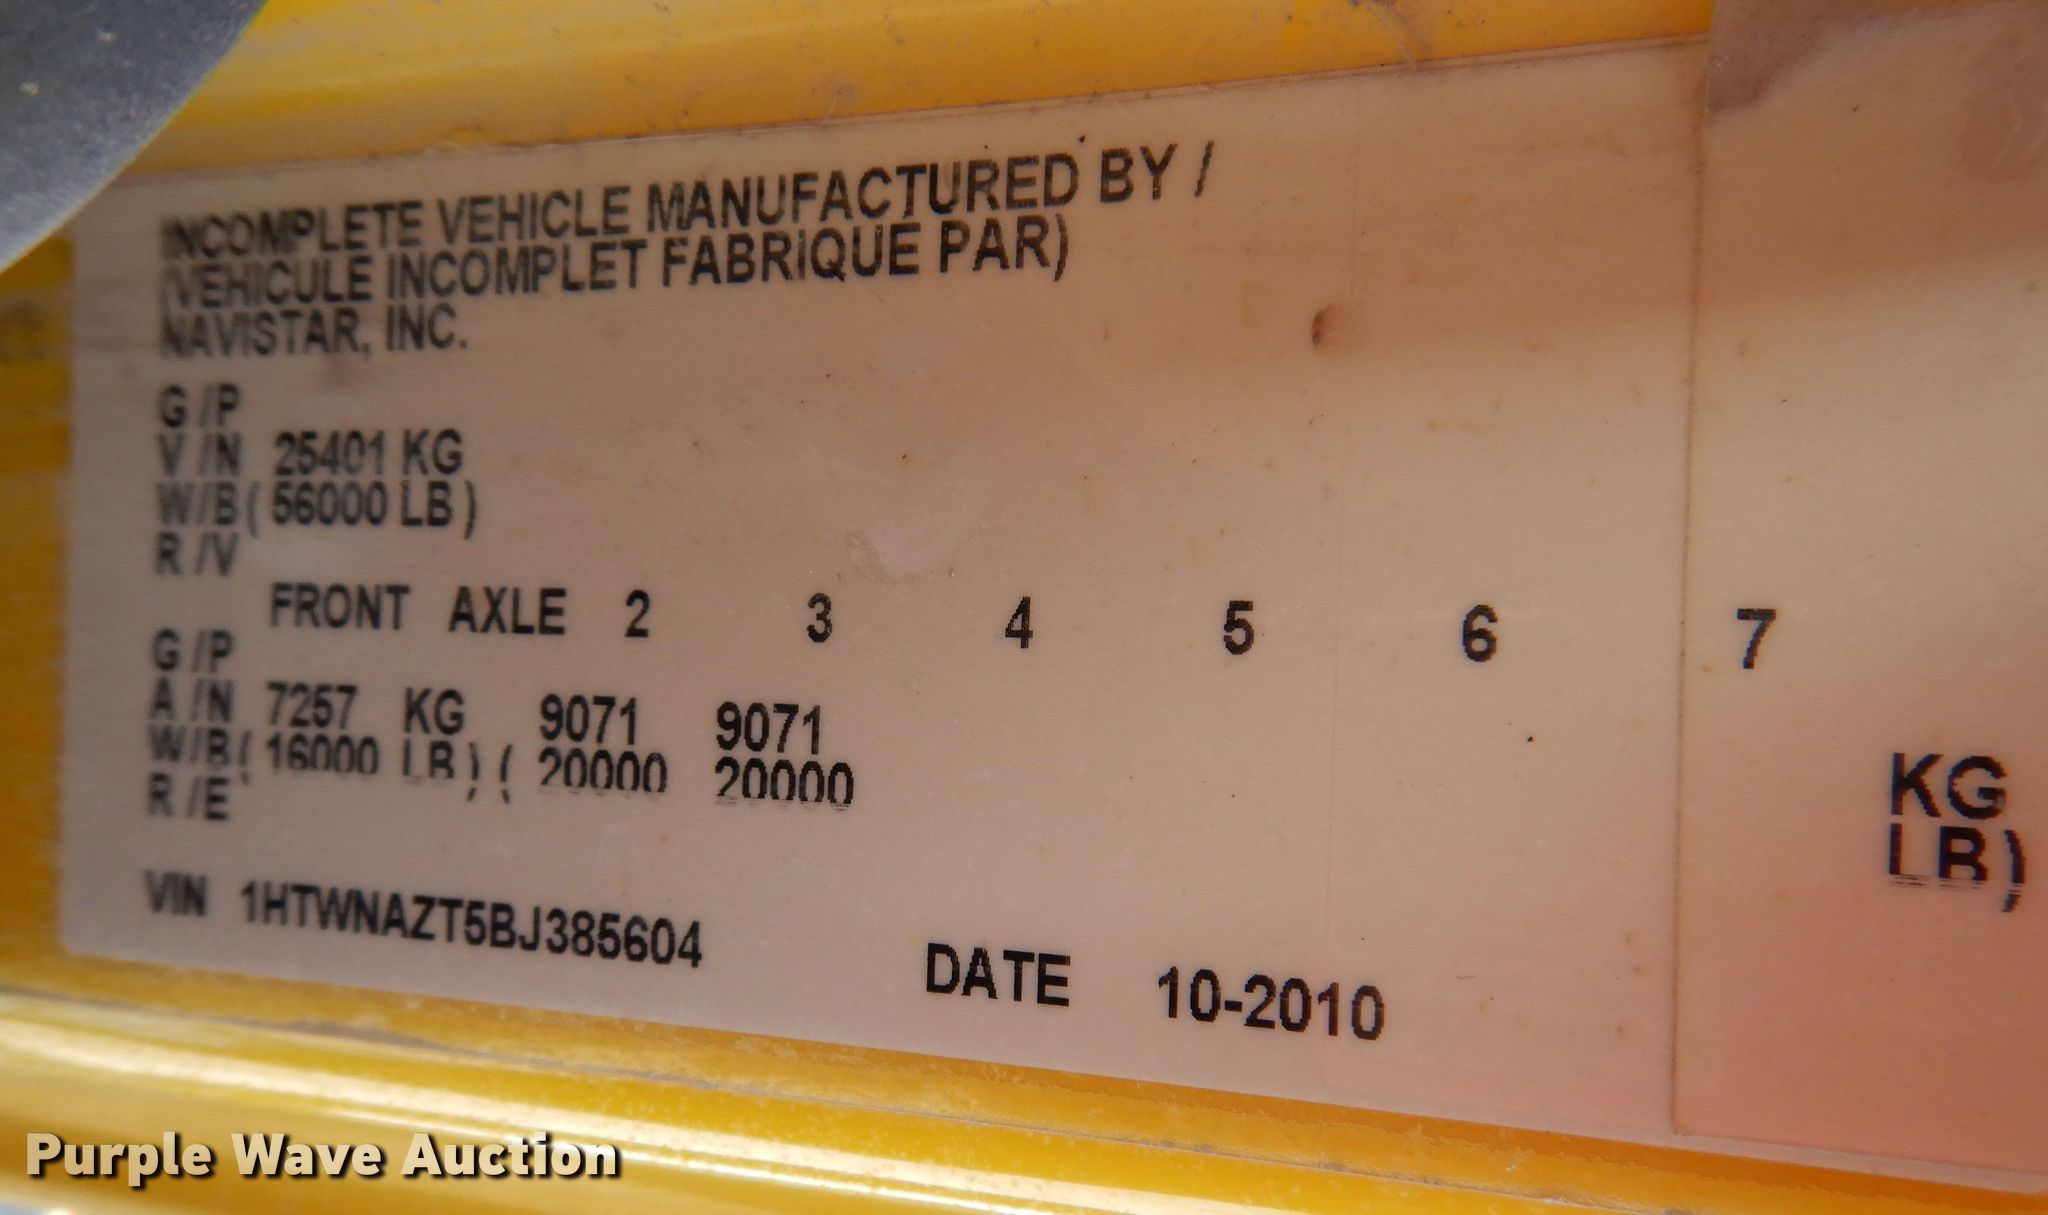 INCOMPLETE VEHICLE MANUFACTURED BY /
(VEHICULE INCOMPLET FABRIQUÉ PAR)
NAVISTAR, INC.
G /P
V /N 25401 KG
W/B ( 56000 LB )
R /V
FRONT AXLE 2 3 4 5 6 7
G /P
A /N 7257 KG 9071 9071 KG
W/B ( 16000 LB ) ( 20000 20000 LB )
R /E
VIN 1HTWNAZT5BJ385604 DATE 10-2010
Purple Wave Auction